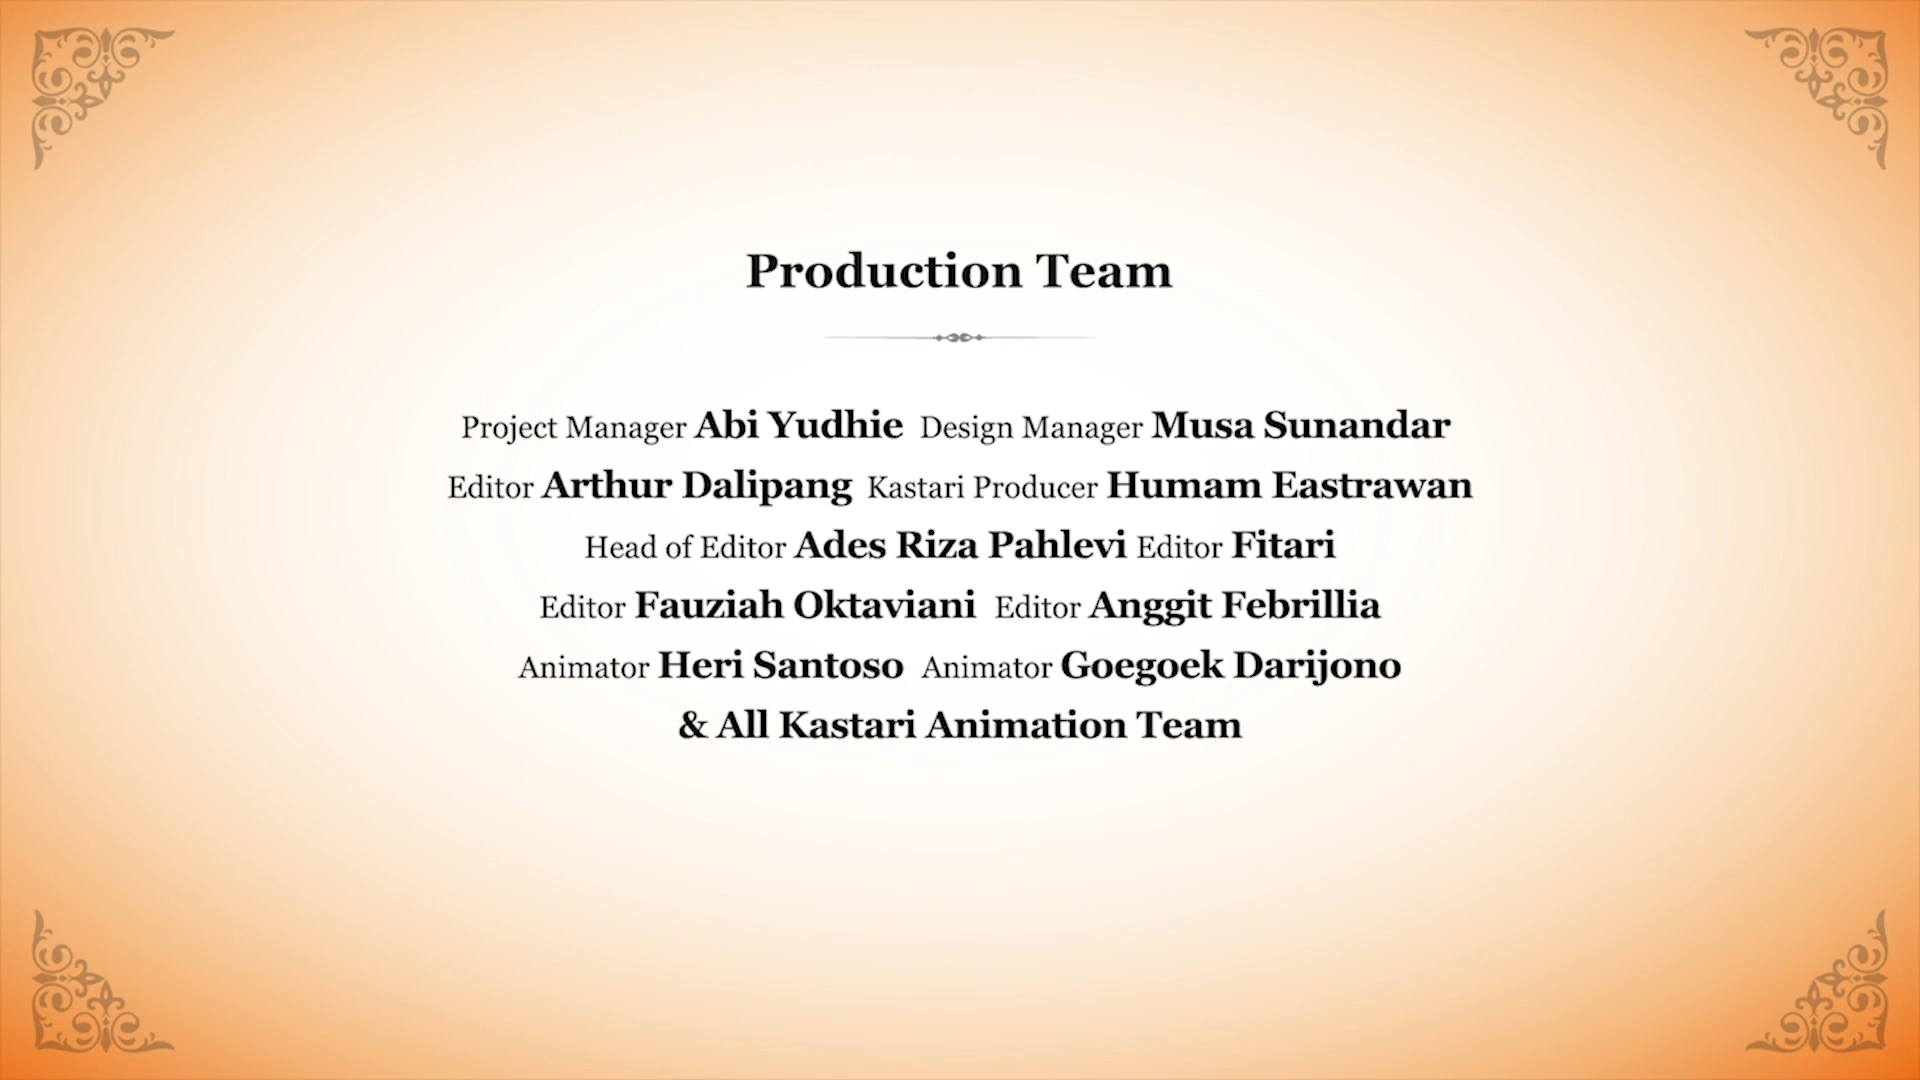 Production Team
Project Manager Abi Yudhie Design Manager Musa Sunandar
Editor Arthur Dalipang Kastari Producer Humam Eastrawan
Head of Editor Ades Riza Pahlevi Editor Fitari
Editor Fauziah Oktaviani Editor Anggit Febrillia
Animator Heri Santoso Animator Goegoek Darijono
& All Kastari Animation Team